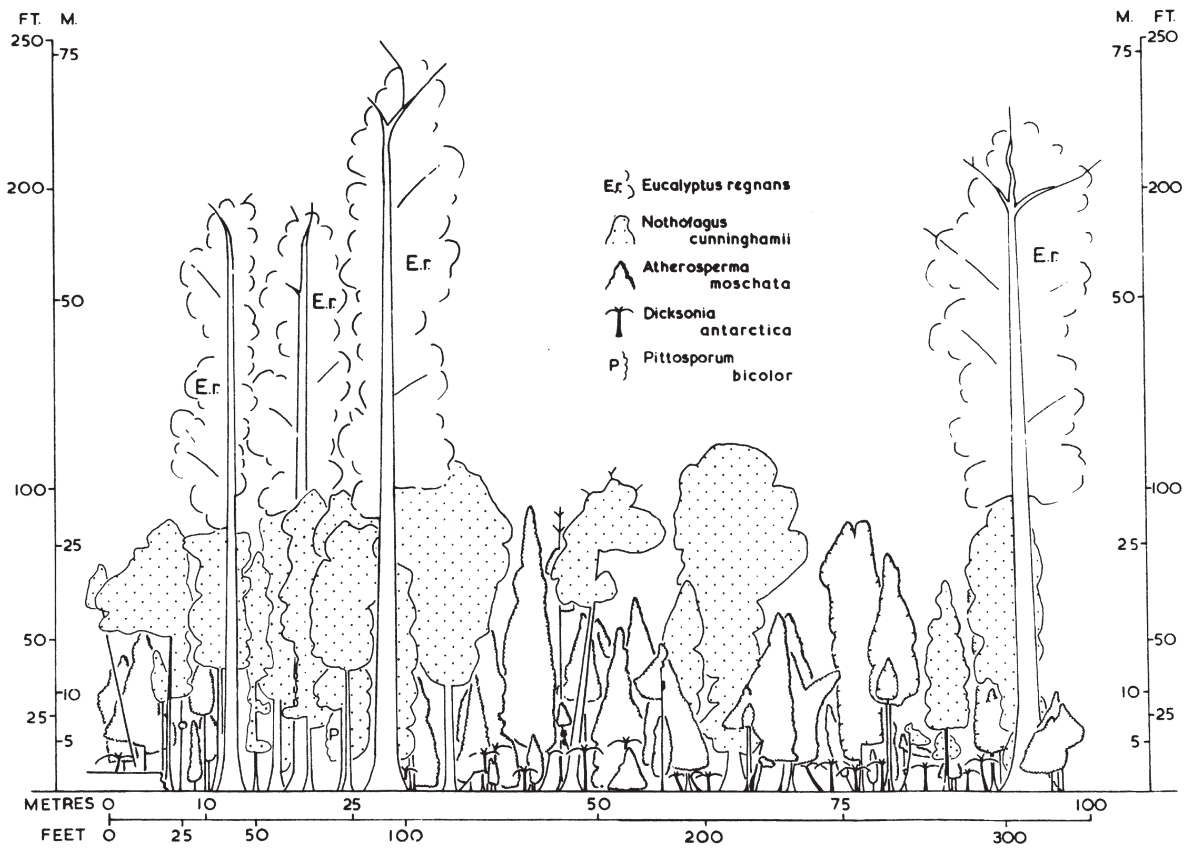 FT. M.
250
75
200
50
100
25
50
10
25
5
M. FT.
250
75
200
50
100
25
50
10
25
5
E.r. Eucalyptus regnans
Nothofagus
cunninghamii
Atherosperma
moschata
Dicksonia
antarctica
P Pittosporum
bicolor
E.r.
E.r.
E.r.
E.r.
P
METRES 0 10 25 50 75 100
FEET 0 25 50 100 200 300